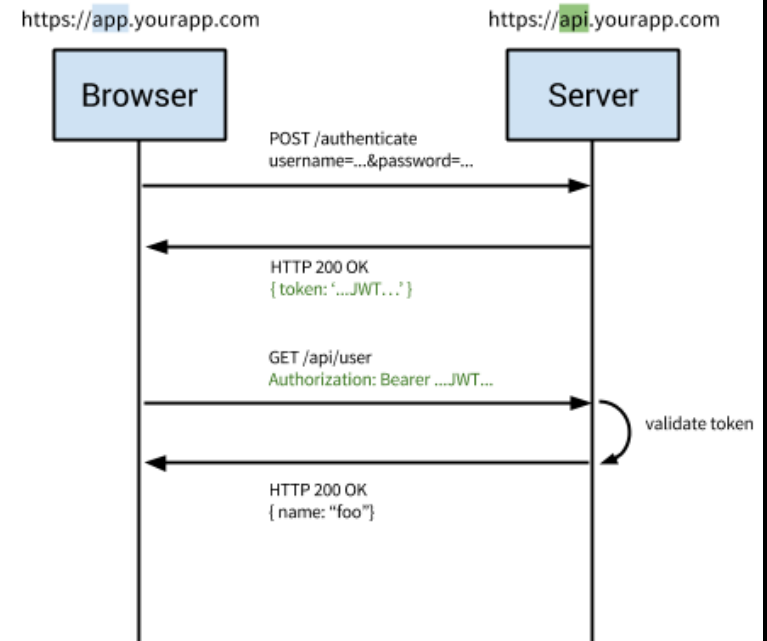 https://app.yourapp.com
https://api.yourapp.com
Browser
Server
POST /authenticate
username=...&password=...
HTTP 200 OK
{ token: ‘...JWT...’ }
GET /api/user
Authorization: Bearer ...JWT...
validate token
HTTP 200 OK
{ name: “foo”}